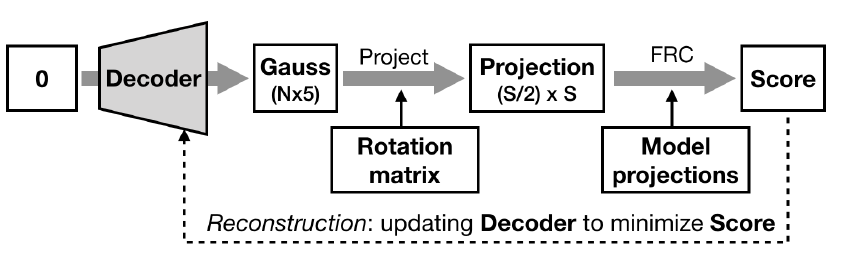 0
Decoder
Gauss
(Nx5)
Project
Rotation
matrix
Projection
(S/2) x S
FRC
Model
projections
Score
Reconstruction: updating Decoder to minimize Score